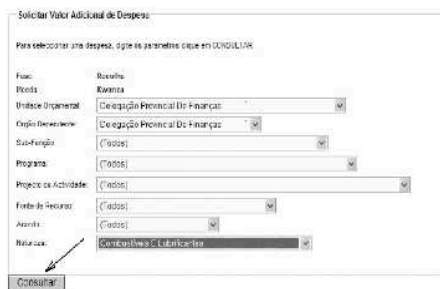 Solicitar Valor Adicional de Despesa
Para seleccionar uma despesa, digite os parametros clique em CONSULTAR
Fase: Recolha
Moeda: Kwanza
Unidade Orçamental: Delegação Provincial De Finanças
Orgão Dependente: Delegação Provincial De Finanças
Sub-Função: (Todos)
Programa: (Todos)
Projecto ou Actividade: (Todos)
Fonte de Recurso: (Todos)
(Todos)
Natureza: Combustíveis E Lubrificantes
Consultar